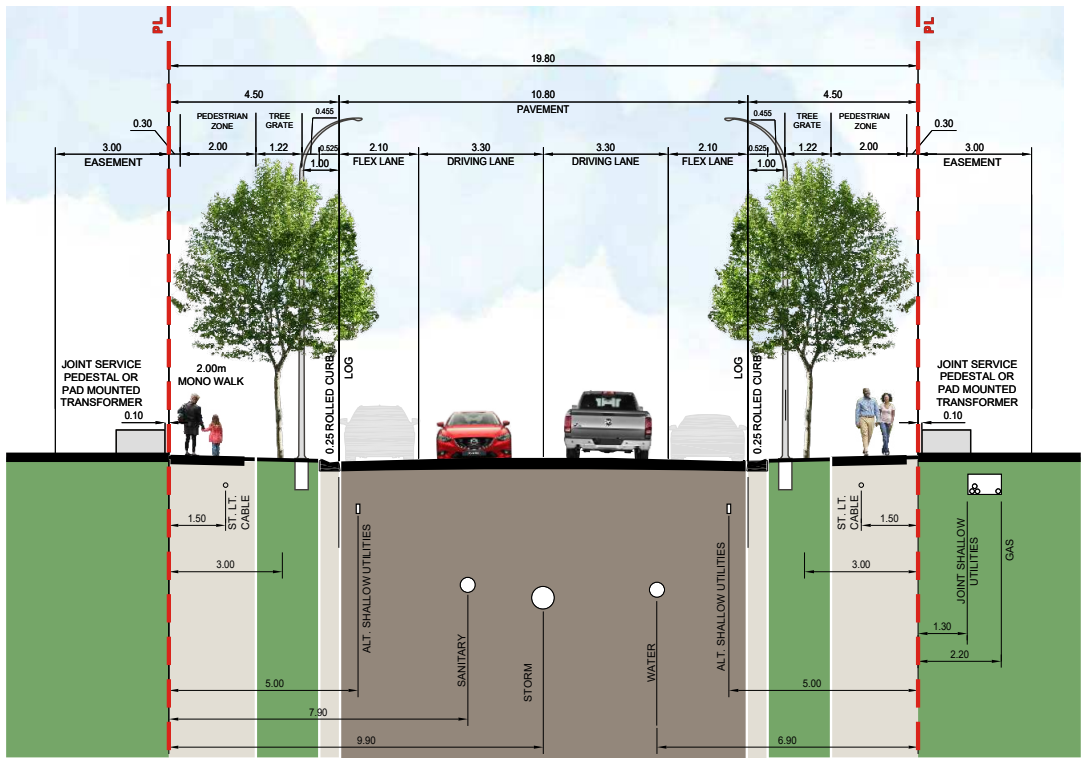 PL
PL
19.80
4.50
10.80
4.50
PAVEMENT
0.30
PEDESTRIAN
ZONE
TREE
GRATE
0.455
0.455
TREE
GRATE
PEDESTRIAN
ZONE
0.30
3.00
2.00
1.22
0.525
2.10
3.30
3.30
2.10
0.525
1.22
2.00
3.00
EASEMENT
1.00
FLEX LANE
DRIVING LANE
DRIVING LANE
FLEX LANE
1.00
EASEMENT
JOINT SERVICE
PEDESTAL OR
PAD MOUNTED
TRANSFORMER
0.10
2.00m
MONO WALK
0.25 ROLLED CURB
LOG
LOG
0.25 ROLLED CURB
JOINT SERVICE
PEDESTAL OR
PAD MOUNTED
TRANSFORMER
0.10
1.50
ST. LT.
CABLE
3.00
ALT. SHALLOW UTILITIES
SANITARY
STORM
WATER
ALT. SHALLOW UTILITIES
ST. LT.
CABLE
1.50
3.00
JOINT SHALLOW
UTILITIES
GAS
1.30
2.20
5.00
5.00
7.90
9.90
6.90